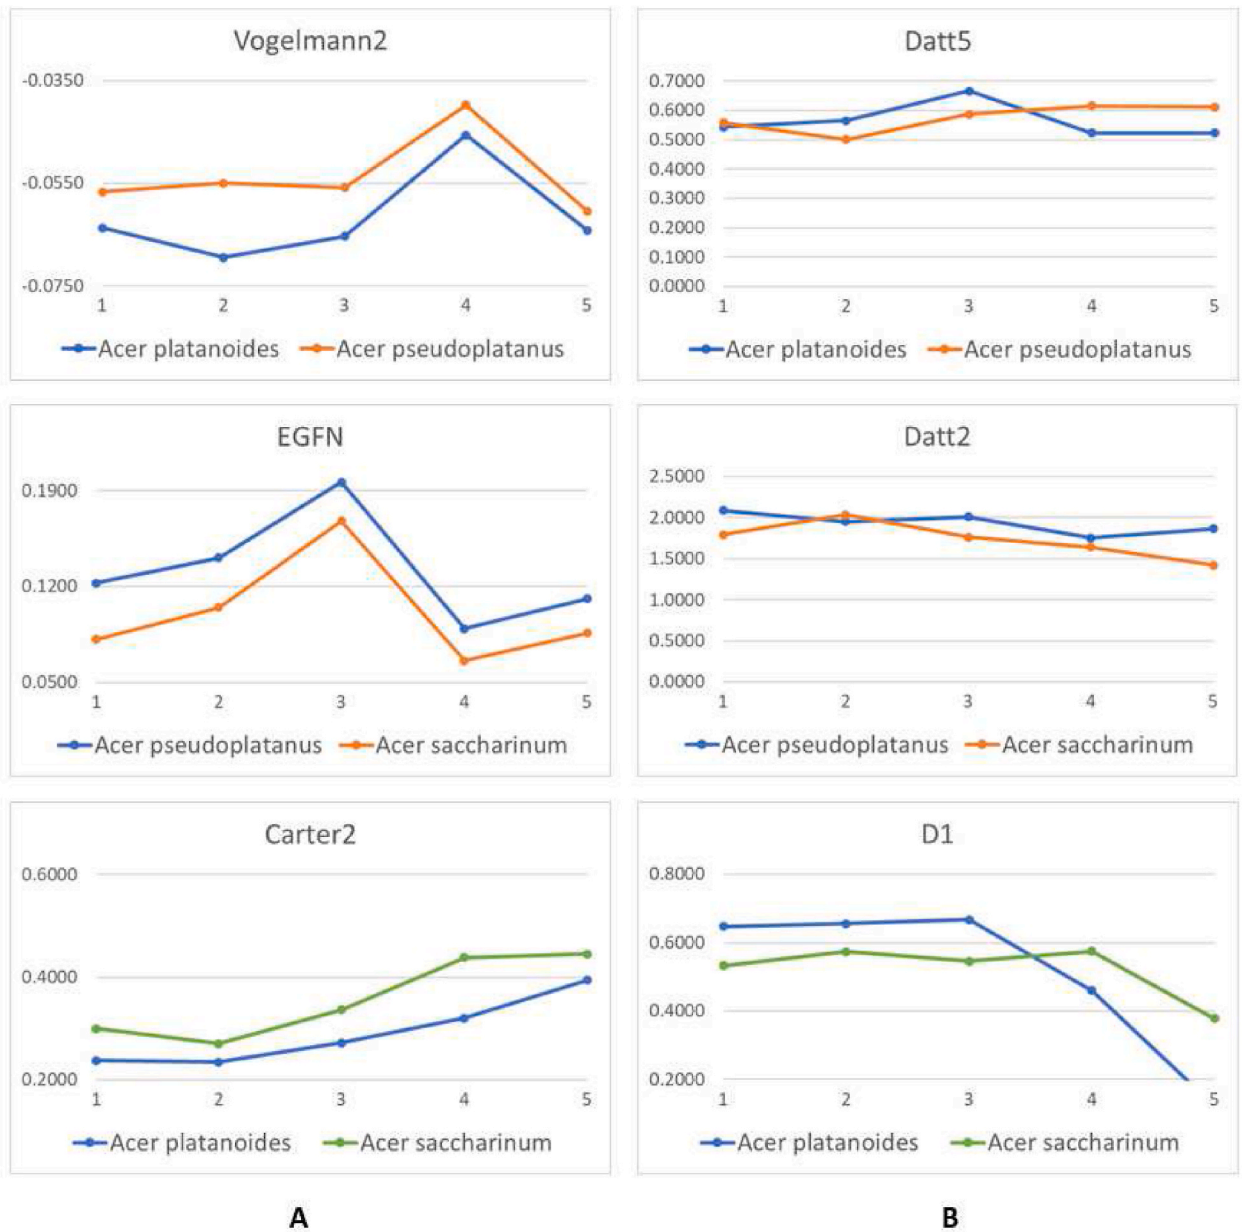 Vogelmann2
-0.0350
-0.0550
-0.0750
1 2 3 4 5
Acer platanoides Acer pseudoplatanus
Datt5
0.7000
0.6000
0.5000
0.4000
0.3000
0.2000
0.1000
0.0000
1 2 3 4 5
Acer platanoides Acer pseudoplatanus
EGFN
0.1900
0.1200
0.0500
1 2 3 4 5
Acer pseudoplatanus Acer saccharinum
Datt2
2.5000
2.0000
1.5000
1.0000
0.5000
0.0000
1 2 3 4 5
Acer pseudoplatanus Acer saccharinum
Carter2
0.6000
0.4000
0.2000
1 2 3 4 5
Acer platanoides Acer saccharinum
D1
0.8000
0.6000
0.4000
0.2000
1 2 3 4 5
Acer platanoides Acer saccharinum
A B